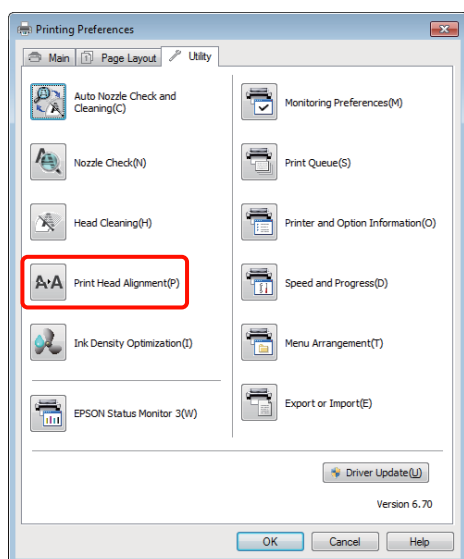 Printing Preferences
Main
Page Layout
Utility
Auto Nozzle Check and
Cleaning(C)
Monitoring Preferences(M)
Nozzle Check(N)
Print Queue(S)
Head Cleaning(H)
Printer and Option Information(O)
A
A
Print Head Alignment(P)
Speed and Progress(D)
Ink Density Optimization(I)
Menu Arrangement(T)
EPSON Status Monitor 3(W)
Export or Import(E)
Driver Update(U)
Version 6.70
OK
Cancel
Help